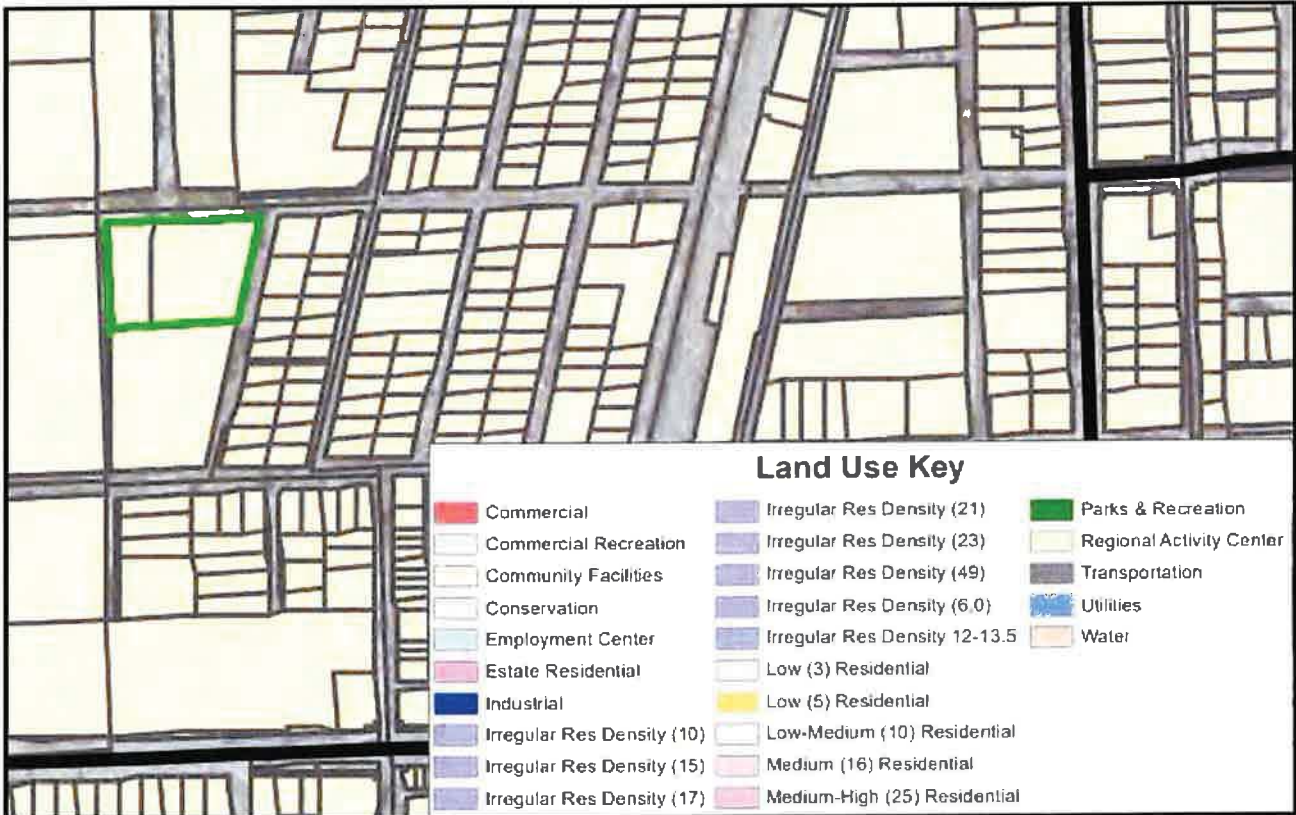 Land Use Key
Commercial
Commercial Recreation
Community Facilities
Conservation
Employment Center
Estate Residential
Industrial
Irregular Res Density (10)
Irregular Res Density (15)
Irregular Res Density (17)
Irregular Res Density (21)
Irregular Res Density (23)
Irregular Res Density (49)
Irregular Res Density (6.0)
Irregular Res Density 12-13.5
Low (3) Residential
Low (5) Residential
Low-Medium (10) Residential
Medium (16) Residential
Medium-High (25) Residential
Parks & Recreation
Regional Activity Center
Transportation
Utilities
Water